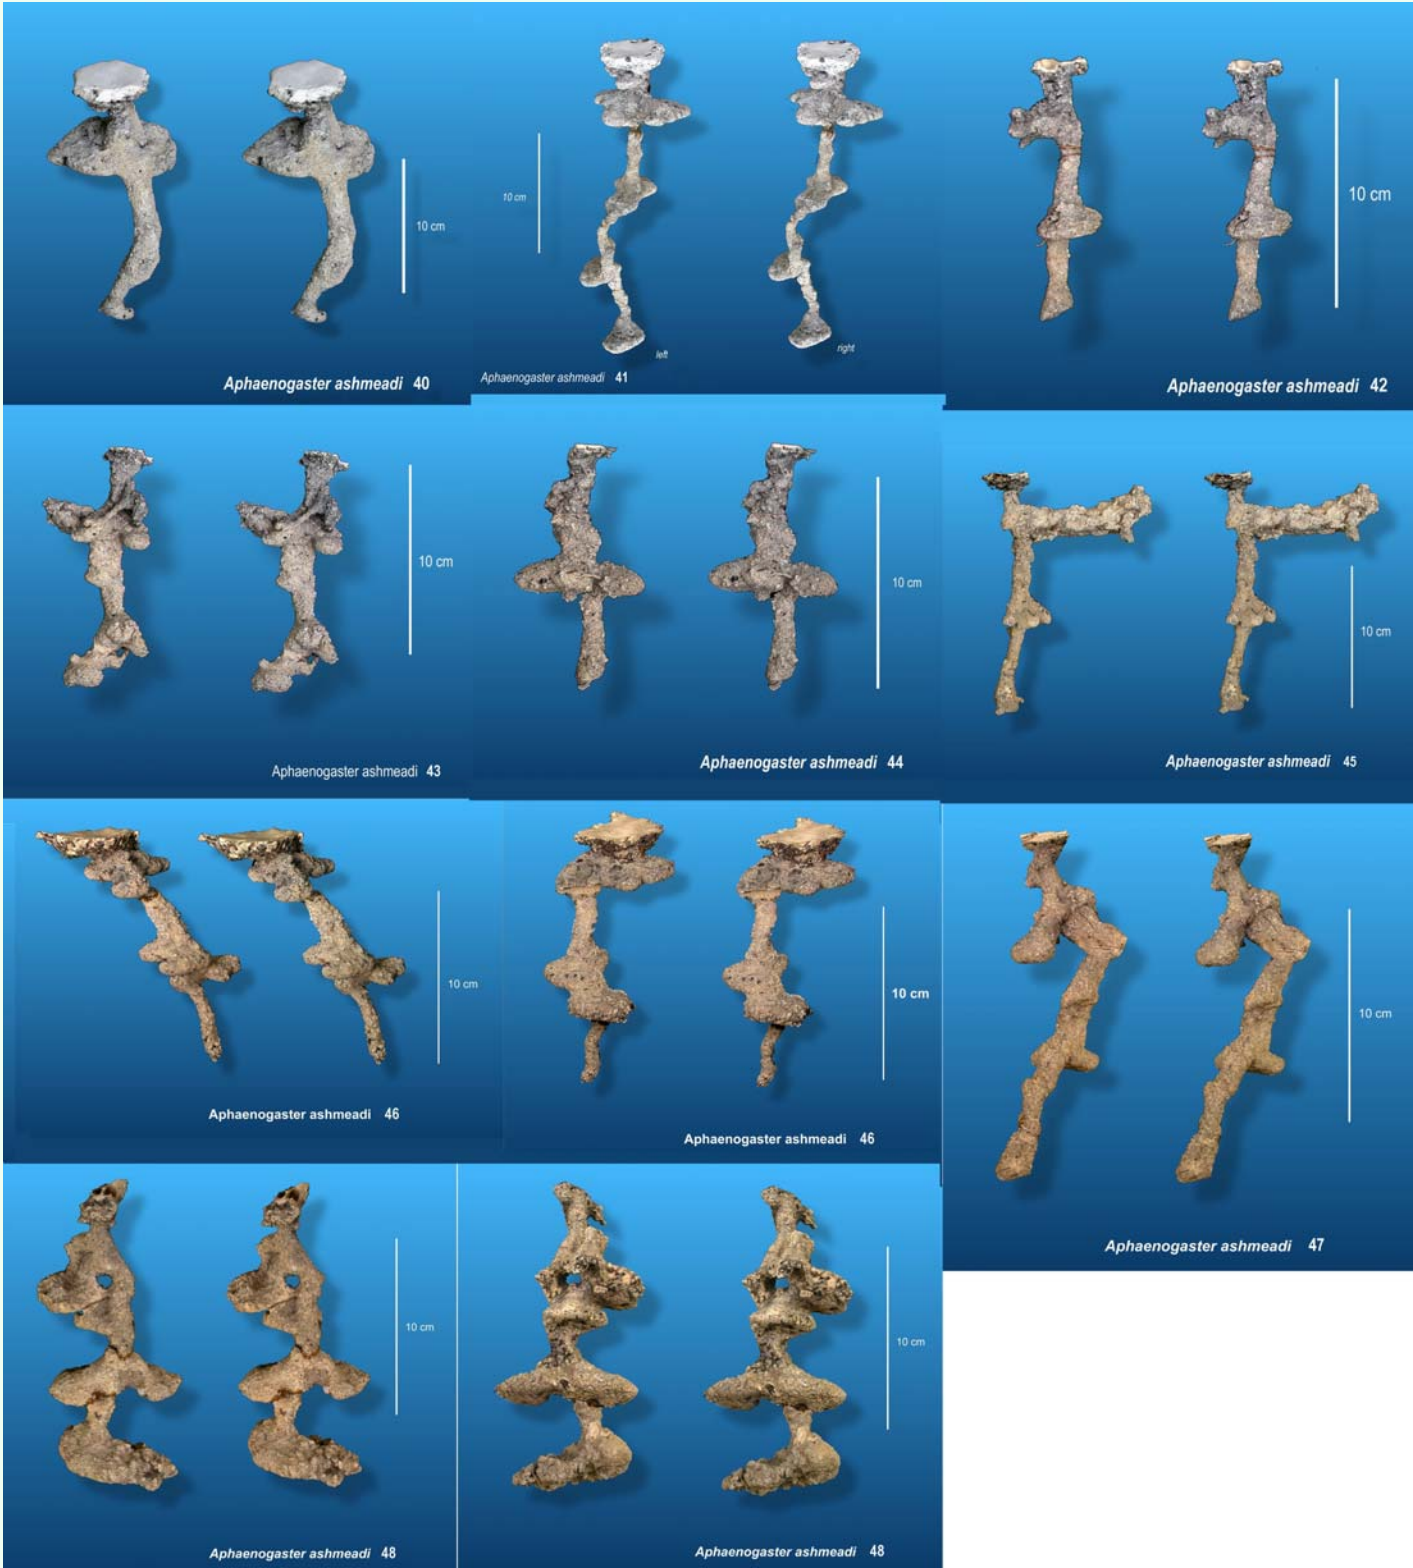 10 cm
Aphaenogaster ashmeadi 40
10 cm
left
right
Aphaenogaster ashmeadi 41
10 cm
Aphaenogaster ashmeadi 42
10 cm
Aphaenogaster ashmeadi 43
10 cm
Aphaenogaster ashmeadi 44
10 cm
Aphaenogaster ashmeadi 45
10 cm
Aphaenogaster ashmeadi 46
10 cm
Aphaenogaster ashmeadi 46
10 cm
Aphaenogaster ashmeadi 47
10 cm
Aphaenogaster ashmeadi 48
10 cm
Aphaenogaster ashmeadi 48